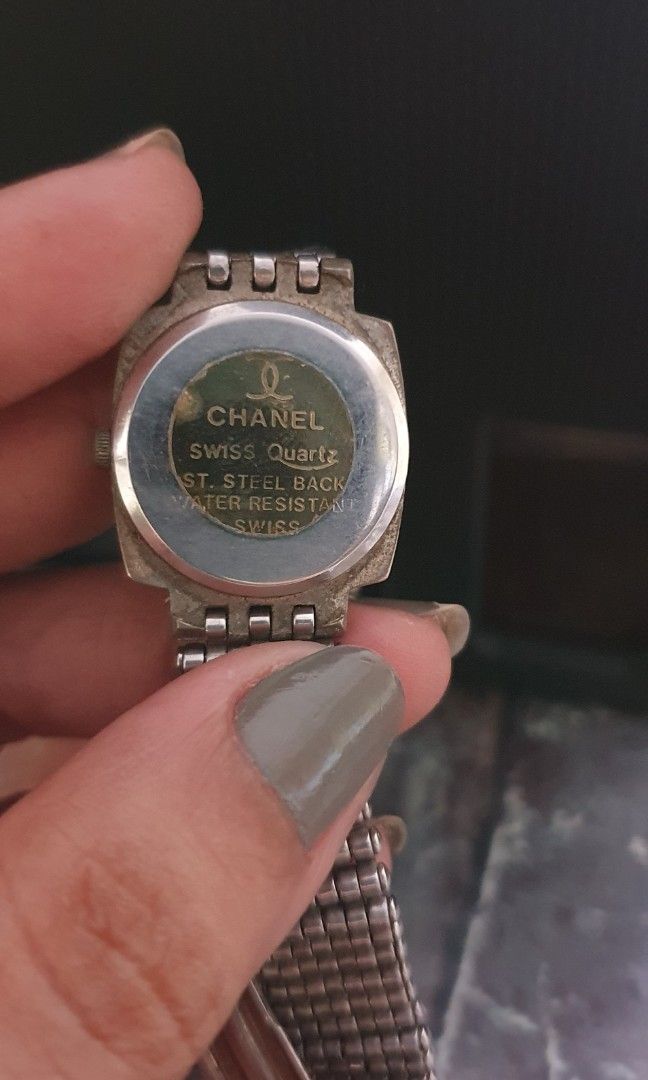 CHANEL
SWISS Quartz
ST. STEEL BACK
WATER RESISTANT
SWISS